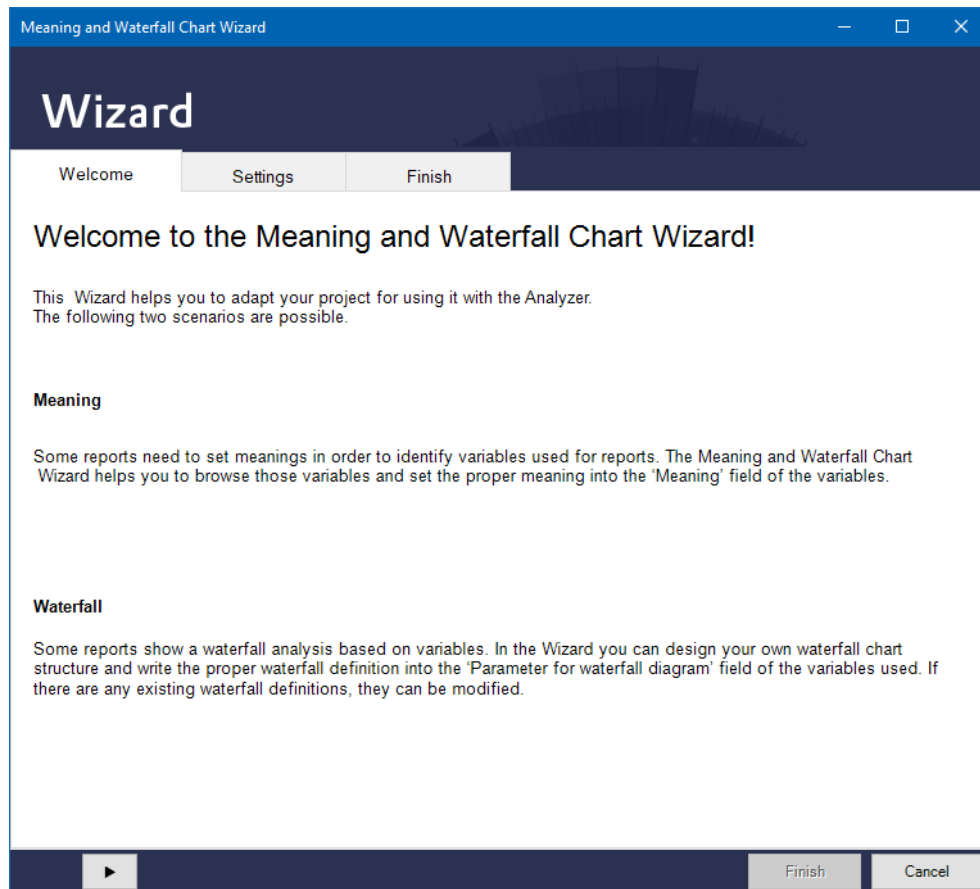 Meaning and Waterfall Chart Wizard
Wizard
Welcome Settings Finish
Welcome to the Meaning and Waterfall Chart Wizard!
This  Wizard helps you to adapt your project for using it with the Analyzer.
The following two scenarios are possible.
Meaning
Some reports need to set meanings in order to identify variables used for reports. The Meaning and Waterfall Chart
Wizard helps you to browse those variables and set the proper meaning into the ‘Meaning’ field of the variables.
Waterfall
Some reports show a waterfall analysis based on variables. In the Wizard you can design your own waterfall chart
structure and write the proper waterfall definition into the ‘Parameter for waterfall diagram’ field of the variables used. If
there are any existing waterfall definitions, they can be modified.
Finish Cancel